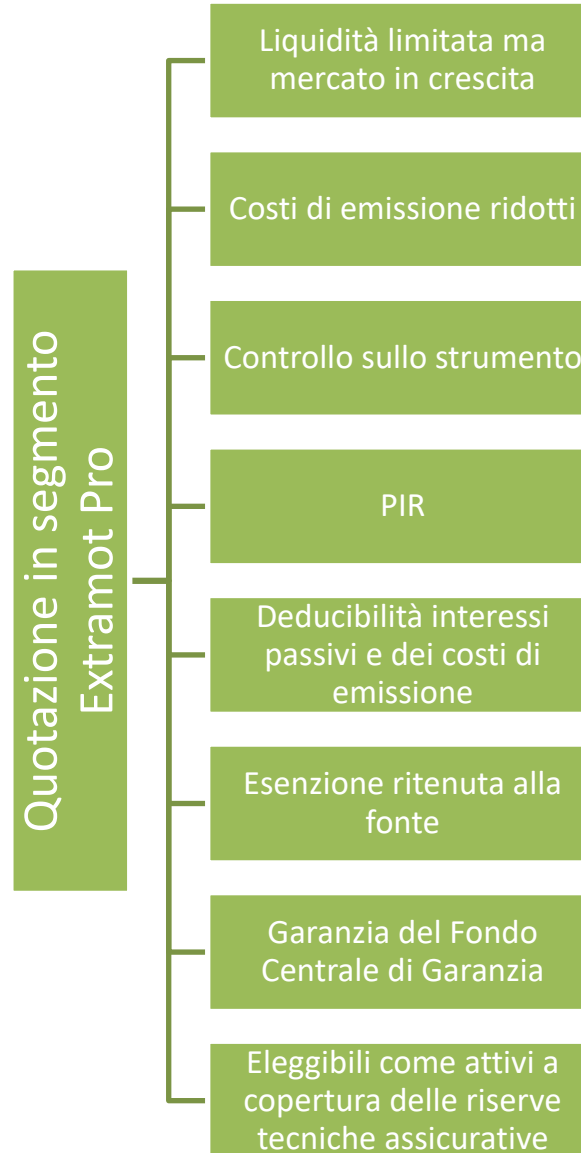 Quotazione in segmento
Extramot Pro
Liquidità limitata ma
mercato in crescita
Costi di emissione ridotti
Controllo sullo strumento
PIR
Deducibilità interessi
passivi e dei costi di
emissione
Esenzione ritenuta alla
fonte
Garanzia del Fondo
Centrale di Garanzia
Eleggibili come attivi a
copertura delle riserve
tecniche assicurative